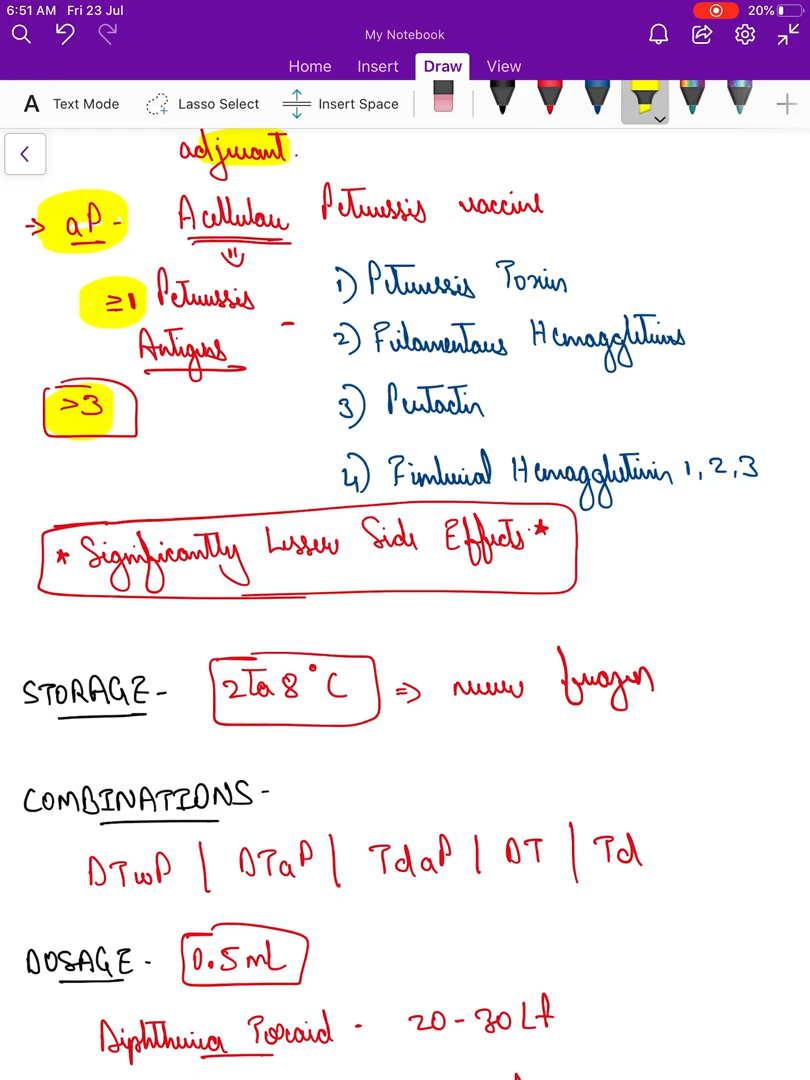 6:51 AM Fri 23 Jul 20%
My Notebook
Home Insert Draw View
A Text Mode Lasso Select Insert Space
adjuvant.
→ aP - Acellular Pertussis vaccine
≥1 Pertussis Antigens -
>3
1) Pertussis Toxin
2) Filamentous Hemagglutinins
3) Pertactin
4) Fimbrial Hemagglutinin 1, 2, 3
* Significantly Lesser Side Effects *
STORAGE - 2 To 8°C ⇒ never frozen
COMBINATIONS -
DTwP | DTaP | TdaP | DT | Td
DOSAGE - 0.5 mL
Diphtheria Toxoid - 20-30 Lf